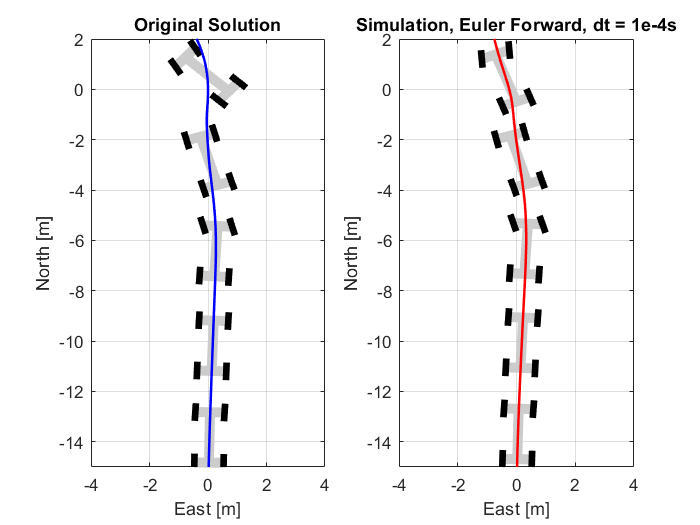 Original Solution
2
0
-2
-4
-6
-8
-10
-12
-14
North [m]
-4 -2 0 2 4
East [m]
Simulation, Euler Forward, dt = 1e-4s
2
0
-2
-4
-6
-8
-10
-12
-14
North [m]
-4 -2 0 2 4
East [m]